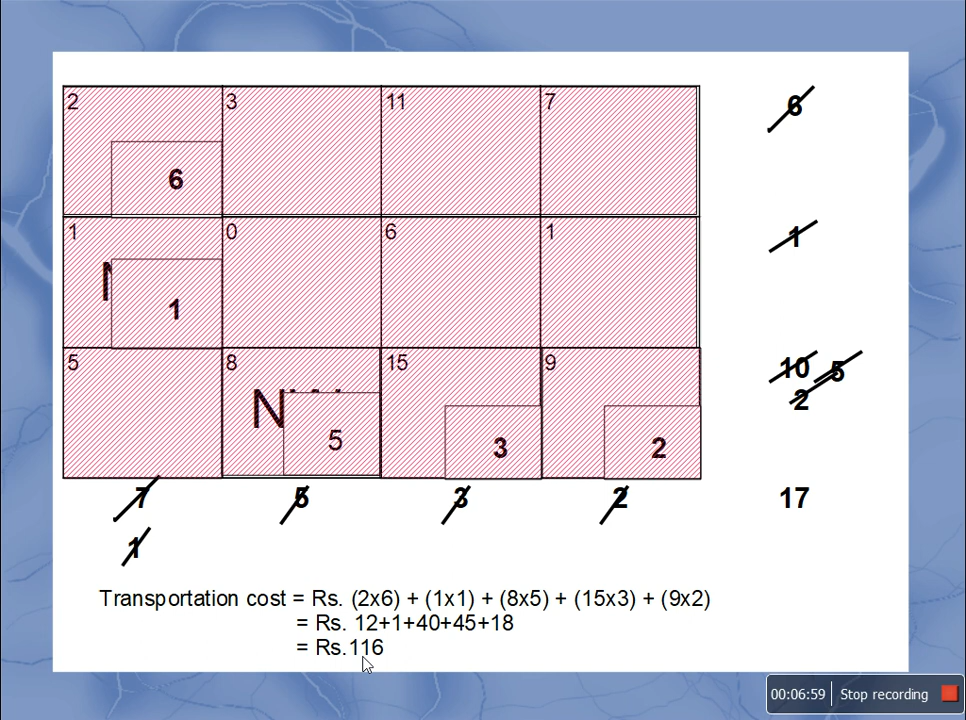 2 3 11 7 6
6
1 0 6 1 1
1
5 8 15 9 10 5
N 2
5 3 2
7 5 3 2 17
1
Transportation cost = Rs. (2x6) + (1x1) + (8x5) + (15x3) + (9x2)
= Rs. 12+1+40+45+18
= Rs.116
00:06:59 Stop recording